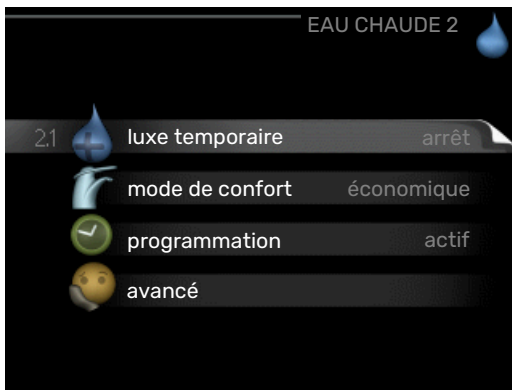 EAU CHAUDE 2
2.1 luxe temporaire arrêt
mode de confort économique
programmation actif
avancé